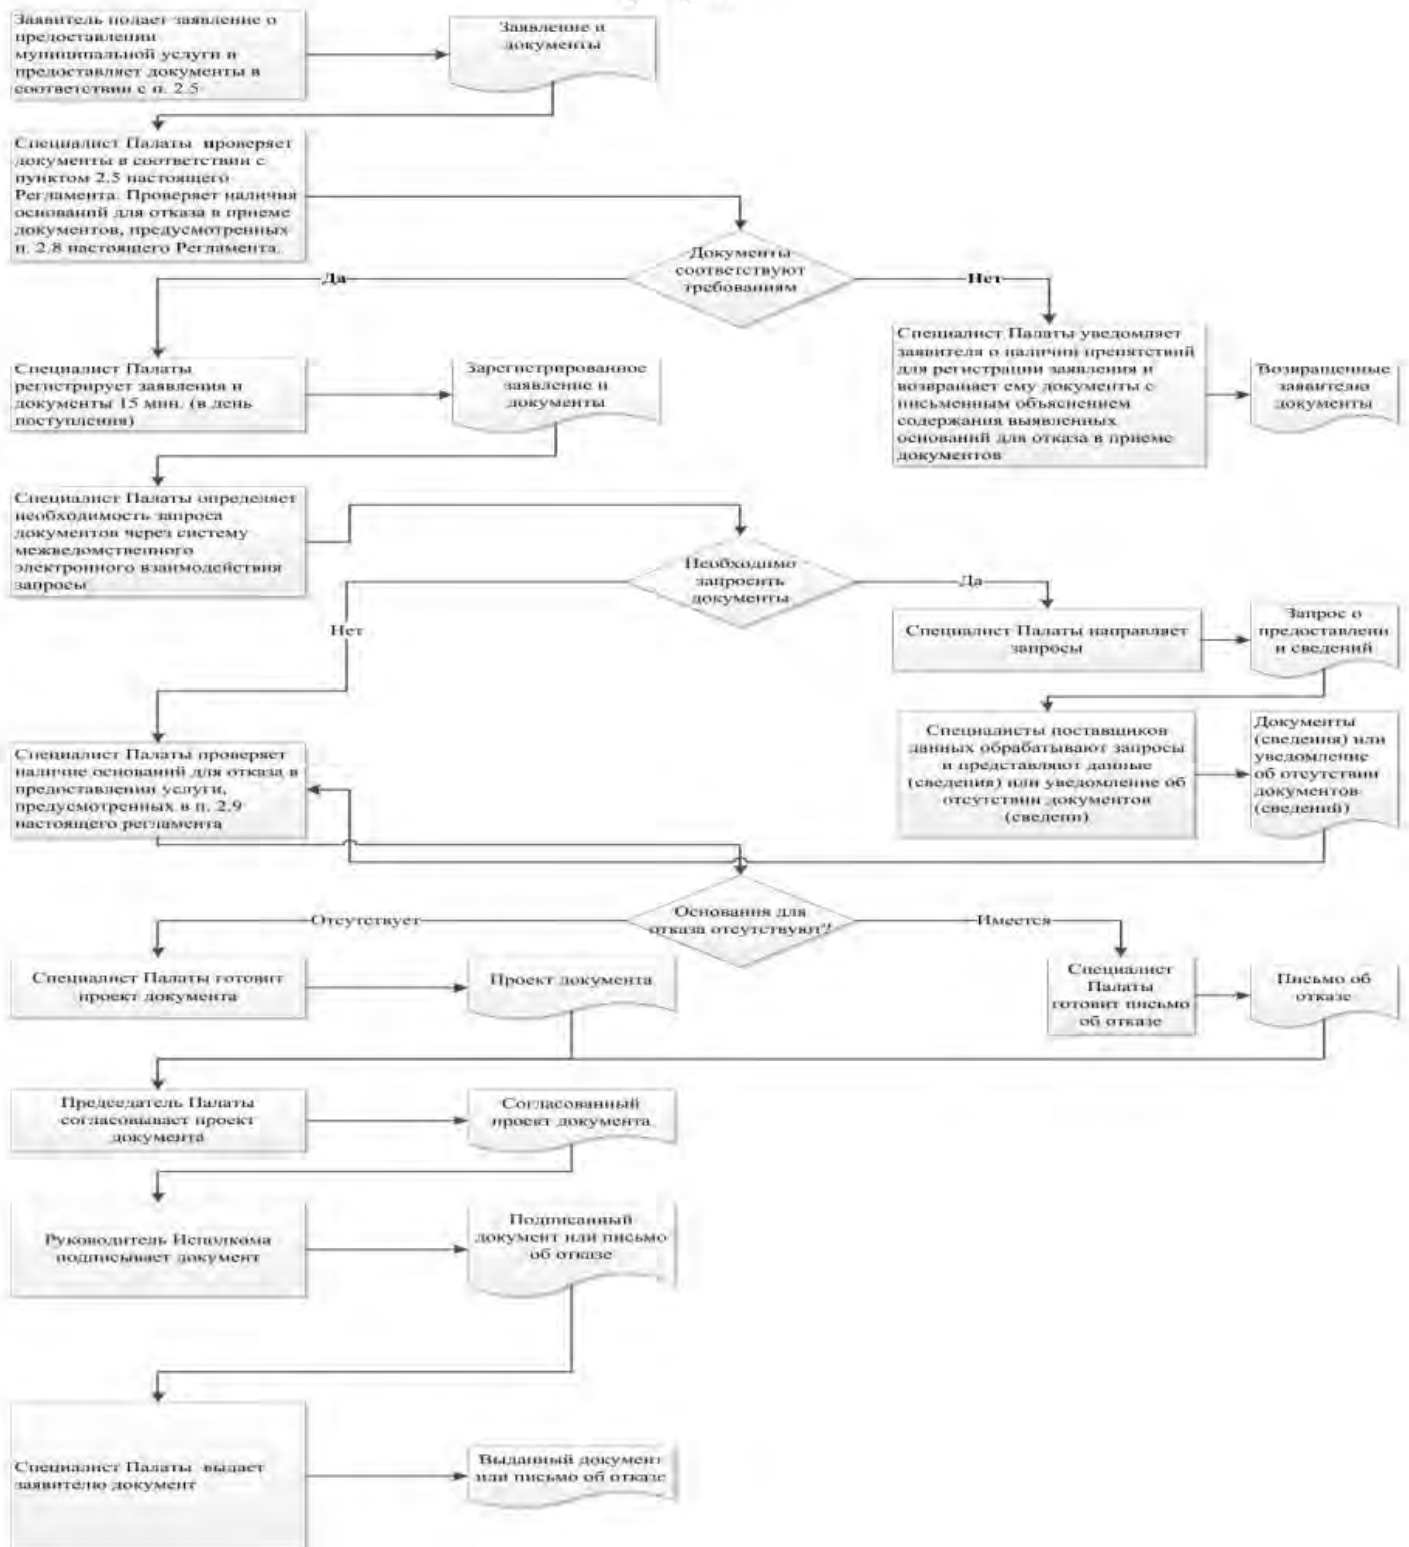 Заявитель подает заявление о
предоставлении
муниципальной услуги и
предоставляет документы в
соответствии с п. 2.5
Заявление и
документы
Специалист Палаты проверяет
документы в соответствии с
пунктом 2.5 настоящего
Регламента. Проверяет наличия
оснований для отказа в приеме
документов, предусмотренных
п. 2.8 настоящего Регламента.
Документы
соответствуют
требованиям
Да
Нет
Специалист Палаты
регистрирует заявления и
документы 15 мин. (в день
поступления)
Зарегистрированное
заявление и
документы
Специалист Палаты уведомляет
заявителя о наличии препятствий
для регистрации заявления и
возвращает ему документы с
письменным объяснением
содержания выявленных
оснований для отказа в приеме
документов
Возвращенные
заявителю
документы
Специалист Палаты определяет
необходимость запроса
документов через систему
межведомственного
электронного взаимодействия
запросы
Необходимо
запросить
документы
Да
Нет
Специалист Палаты направляет
запросы
Запрос о
предоставлени
и сведений
Специалист Палаты проверяет
наличие оснований для отказа в
предоставлении услуги,
предусмотренных в п. 2.9
настоящего регламента
Специалисты поставщиков
данных обрабатывают запросы
и представляют данные
(сведения) или уведомление об
отсутствии документов
(сведени)
Документы
(сведения) или
уведомление
об отсутствии
документов
(сведений)
Основания для
отказа отсутствуют?
Отсутствует
Имеется
Специалист Палаты готовит
проект документа
Проект документа
Специалист
Палаты
готовит письмо
об отказе
Письмо об
отказе
Председатель Палаты
согласовывает проект
документа
Согласованный
проект документа
Руководитель Исполкома
подписывает документ
Подписанный
документ или письмо
об отказе
Специалист Палаты выдает
заявителю документ
Выданный документ
или письмо об отказе